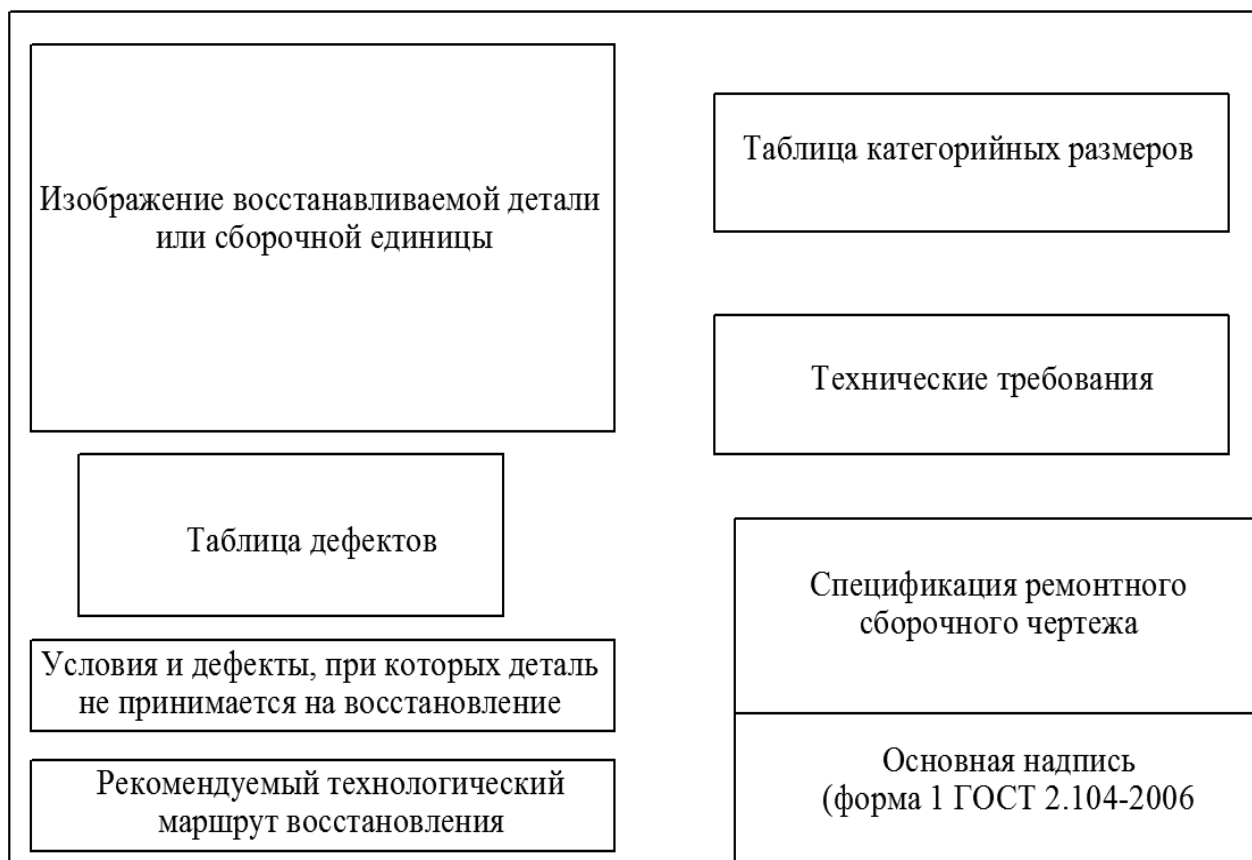 Изображение восстанавливаемой детали
или сборочной единицы
Таблица категорийных размеров
Технические требования
Таблица дефектов
Спецификация ремонтного
сборочного чертежа
Условия и дефекты, при которых деталь
не принимается на восстановление
Рекомендуемый технологический
маршрут восстановления
Основная надпись
(форма 1 ГОСТ 2.104-2006